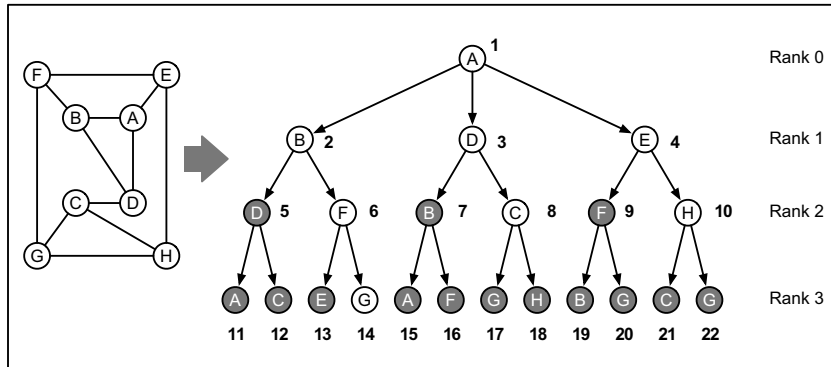 1
A
Rank 0
F
E
B
A
B
2
D
3
E
4
Rank 1
C
D
D
5
F
6
B
7
C
8
F
9
H
10
Rank 2
G
H
A
C
E
G
A
F
G
H
B
G
C
G
Rank 3
11
12
13
14
15
16
17
18
19
20
21
22